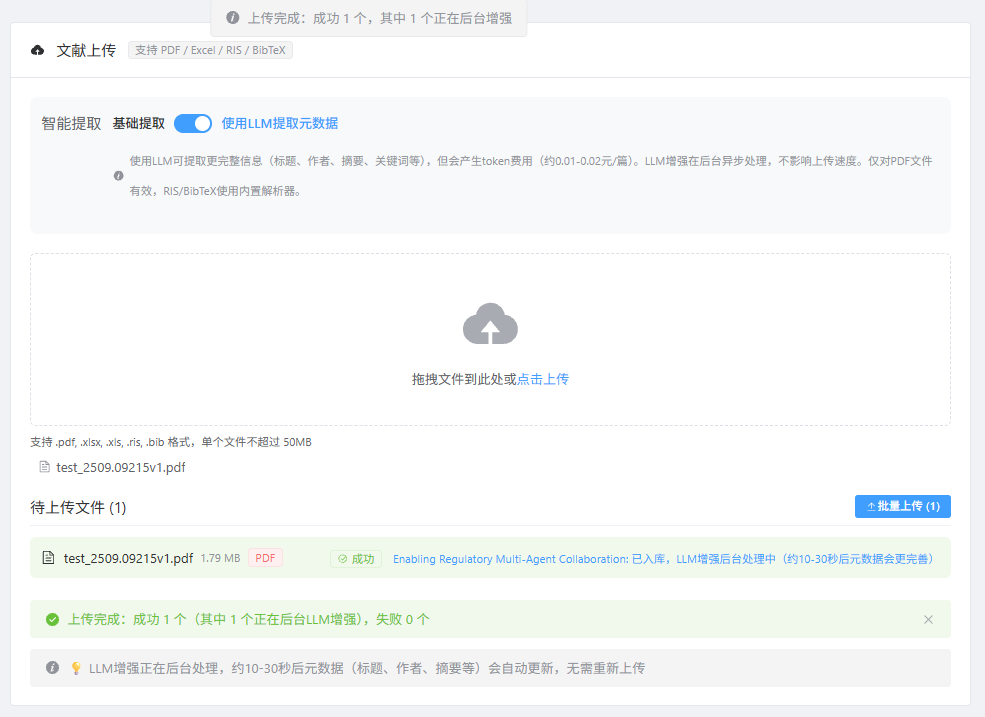 上传完成：成功 1 个，其中 1 个正在后台增强
文献上传 支持 PDF / Excel / RIS / BibTeX
智能提取 基础提取 使用LLM提取元数据
使用LLM可提取更完整信息（标题、作者、摘要、关键词等），但会产生token费用（约0.01-0.02元/篇）。LLM增强在后台异步处理，不影响上传速度。仅对PDF文件
有效，RIS/BibTeX使用内置解析器。
拖拽文件到此处或点击上传
支持 .pdf, .xlsx, .xls, .ris, .bib 格式，单个文件不超过 50MB
test_2509.09215v1.pdf
待上传文件 (1) 批量上传 (1)
test_2509.09215v1.pdf 1.79 MB PDF 成功 Enabling Regulatory Multi-Agent Collaboration: 已入库，LLM增强后台处理中（约10-30秒后元数据会更完善）
上传完成：成功 1 个（其中 1 个正在后台LLM增强），失败 0 个
LLM增强正在后台处理，约10-30秒后元数据（标题、作者、摘要等）会自动更新，无需重新上传